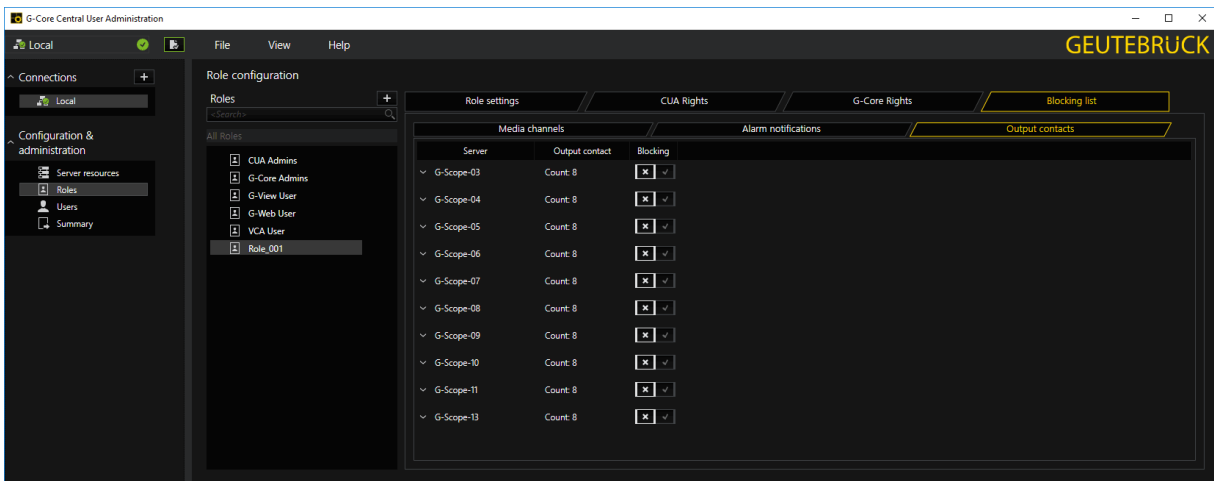 G-Core Central User Administration
Local
File View Help
GEUTEBRÜCK
Connections
Local
Configuration &
administration
Server resources
Roles
Users
Summary
Role configuration
Roles
<Search>
All Roles
CUA Admins
G-Core Admins
G-View User
G-Web User
VCA User
Role_001
Role settings CUA Rights G-Core Rights Blocking list
Media channels Alarm notifications Output contacts
Server Output contact Blocking
G-Scope-03 Count: 8
G-Scope-04 Count: 8
G-Scope-05 Count: 8
G-Scope-06 Count: 8
G-Scope-07 Count: 8
G-Scope-08 Count: 8
G-Scope-09 Count: 8
G-Scope-10 Count: 8
G-Scope-11 Count: 8
G-Scope-13 Count: 8